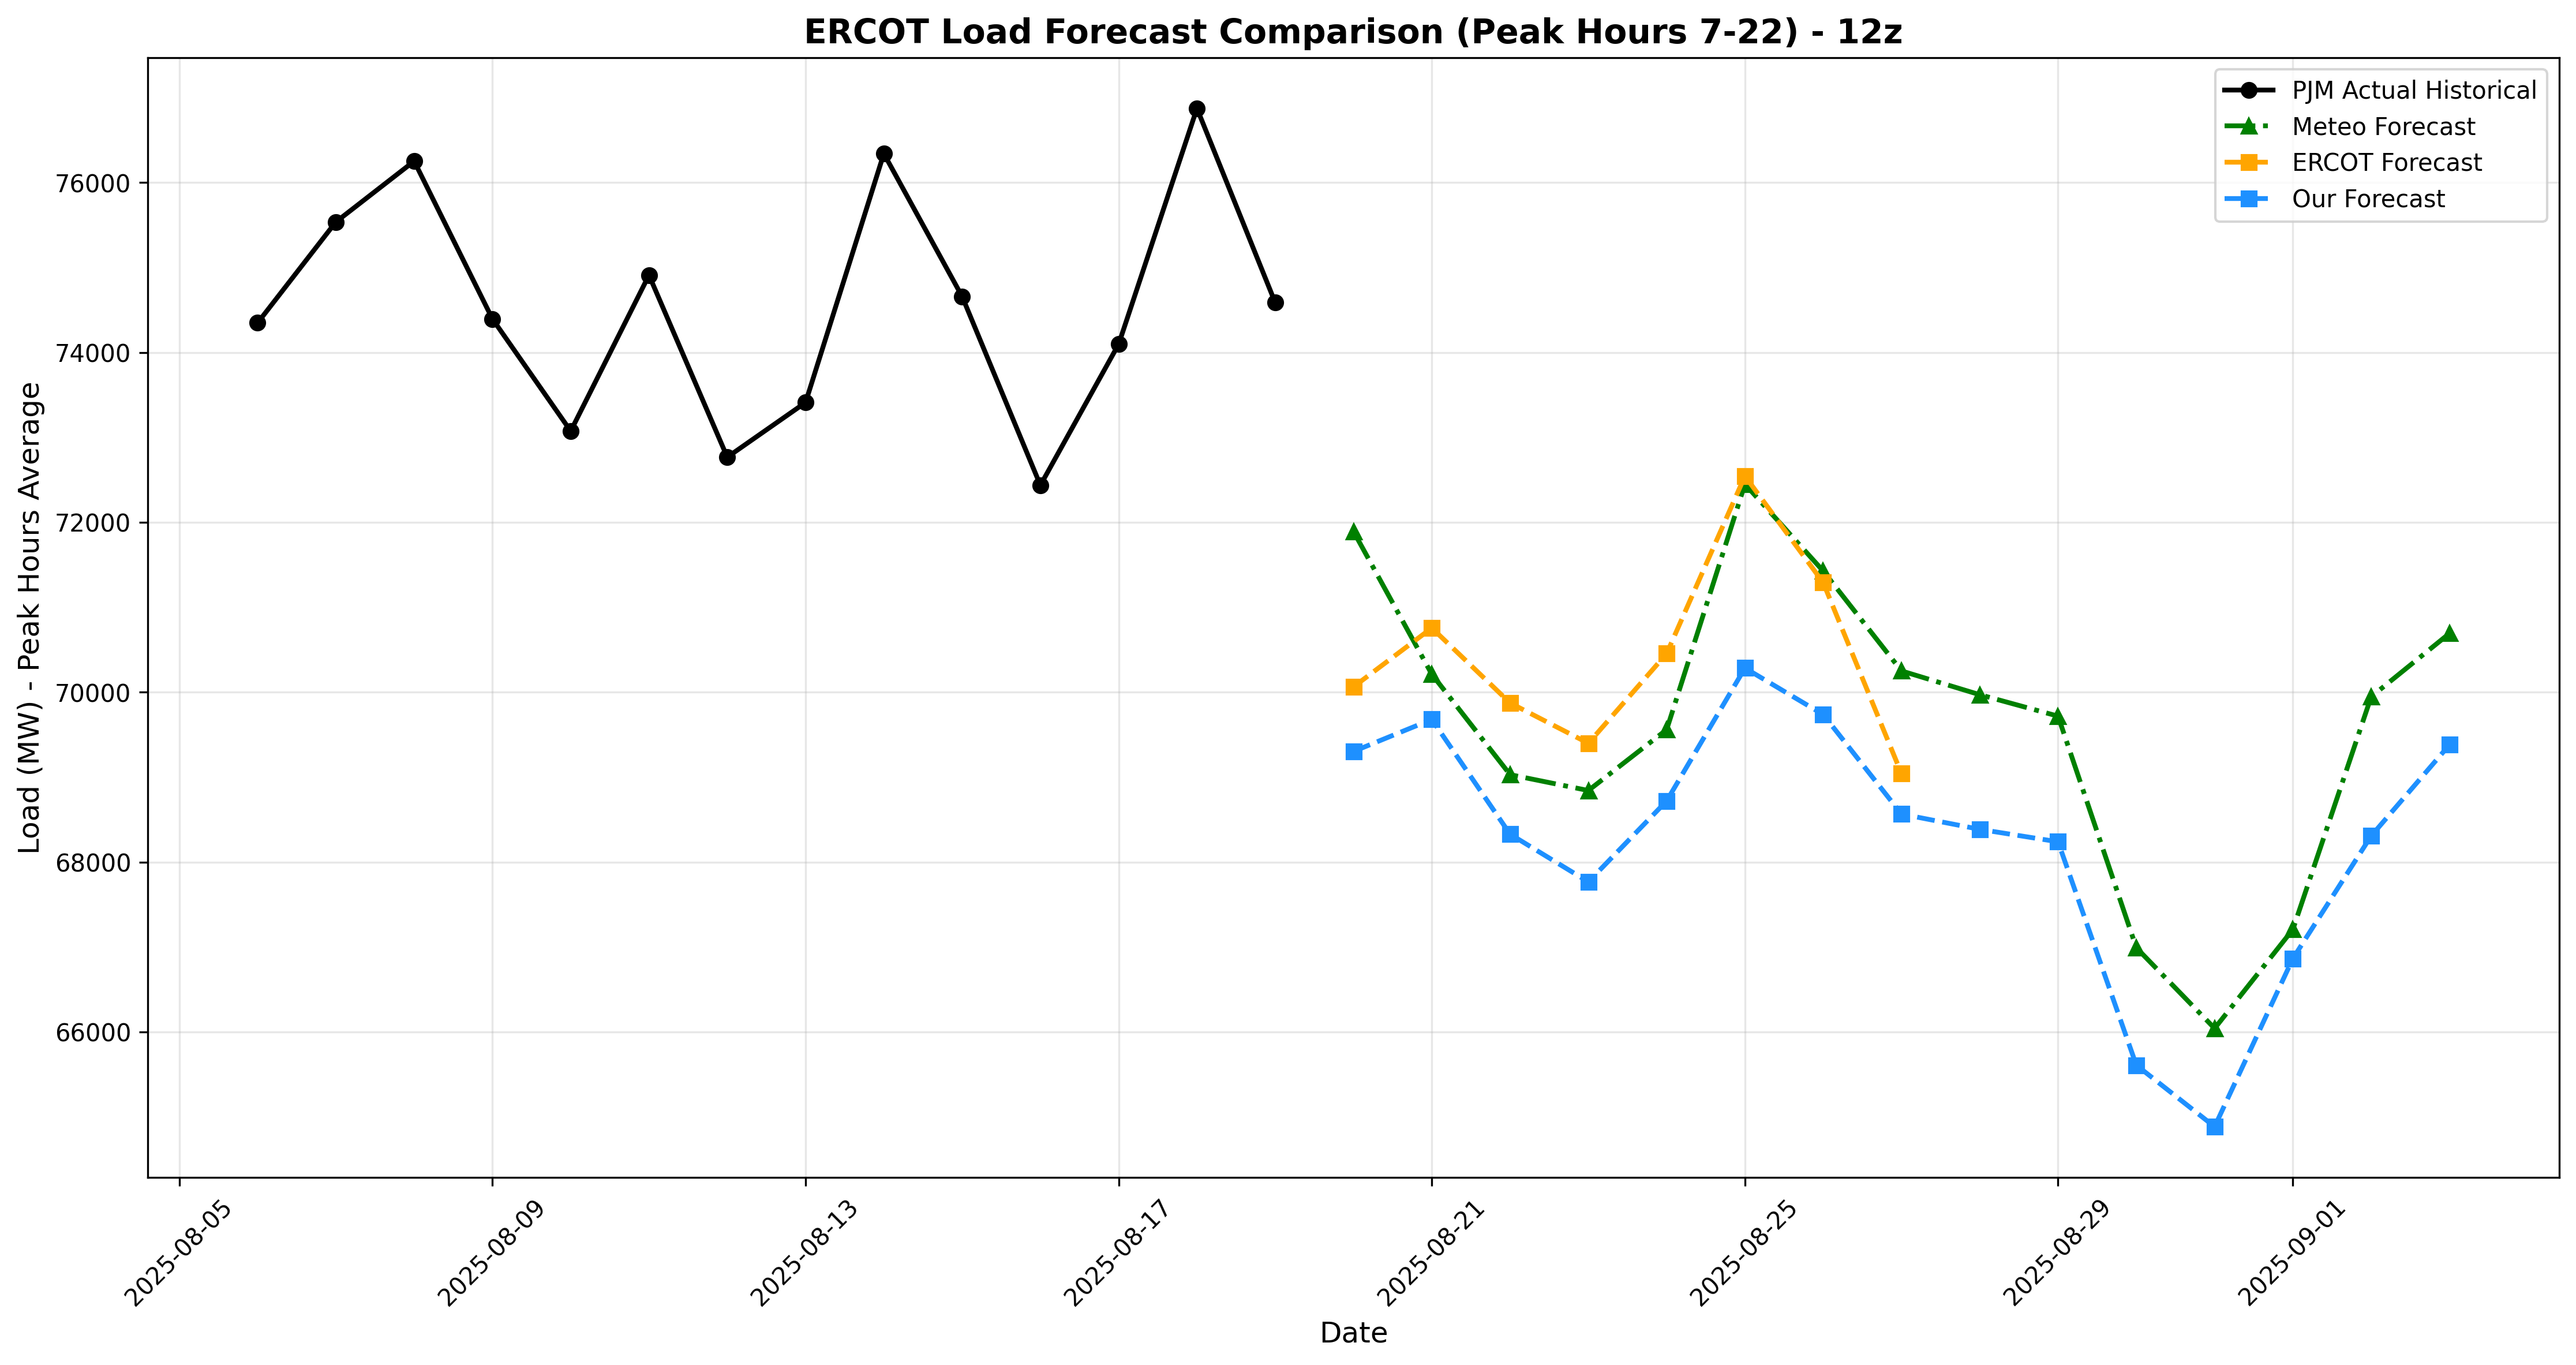 ERCOT Load Forecast Comparison (Peak Hours 7-22) - 12z
PJM Actual Historical
Meteo Forecast
ERCOT Forecast
Our Forecast
Load (MW) - Peak Hours Average
76000
74000
72000
70000
68000
66000
2025-08-05
2025-08-09
2025-08-13
2025-08-17
2025-08-21
2025-08-25
2025-08-29
2025-09-01
Date